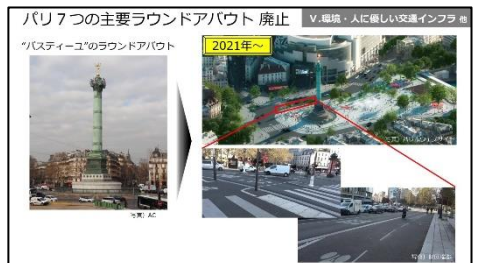 パリ７つの主要ラウンドアバウト 廃止
Ⅴ.環境・人に優しい交通インフラ 他
“バスティーユ”のラウンドアバウト
2021年～
写真）AC